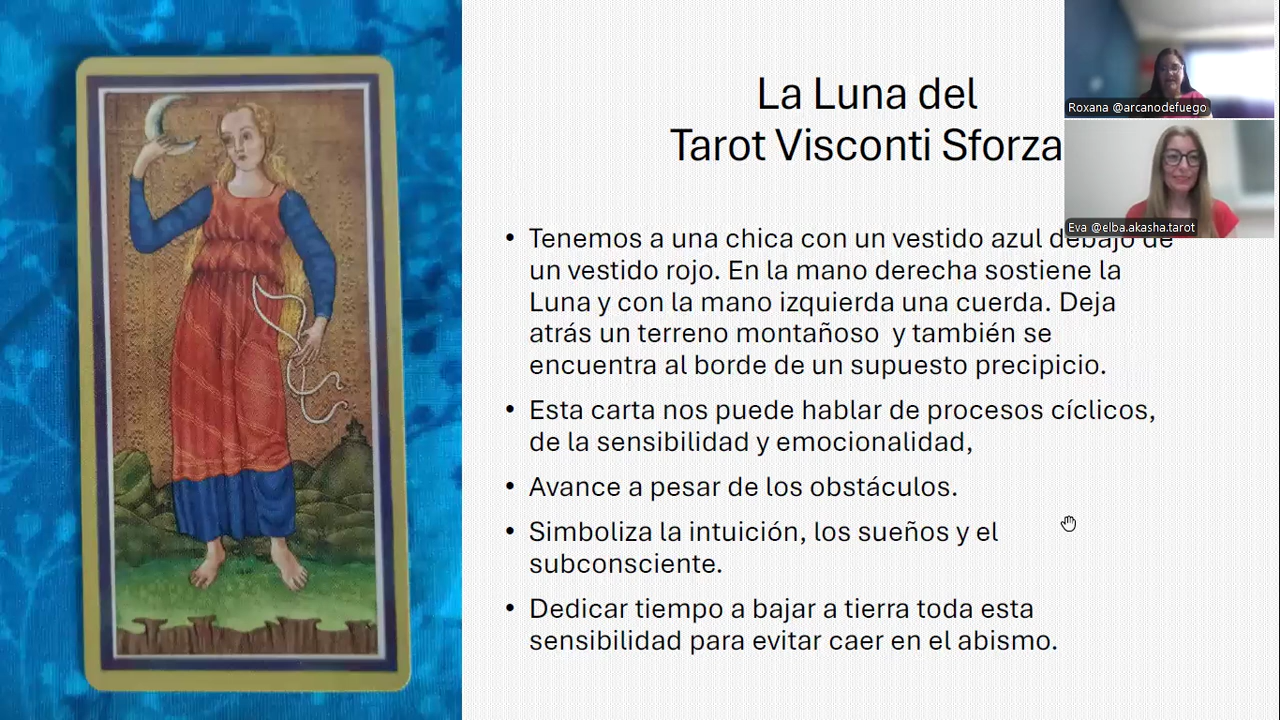 La Luna del
Tarot Visconti Sforza
Roxana @arcanodefuego
Eva @elba.akasha.tarot
• Tenemos a una chica con un vestido azul debajo de
un vestido rojo. En la mano derecha sostiene la
Luna y con la mano izquierda una cuerda. Deja
atrás un terreno montañoso  y también se
encuentra al borde de un supuesto precipicio.
• Esta carta nos puede hablar de procesos cíclicos,
de la sensibilidad y emocionalidad,
• Avance a pesar de los obstáculos.
• Simboliza la intuición, los sueños y el
subconsciente.
• Dedicar tiempo a bajar a tierra toda esta
sensibilidad para evitar caer en el abismo.